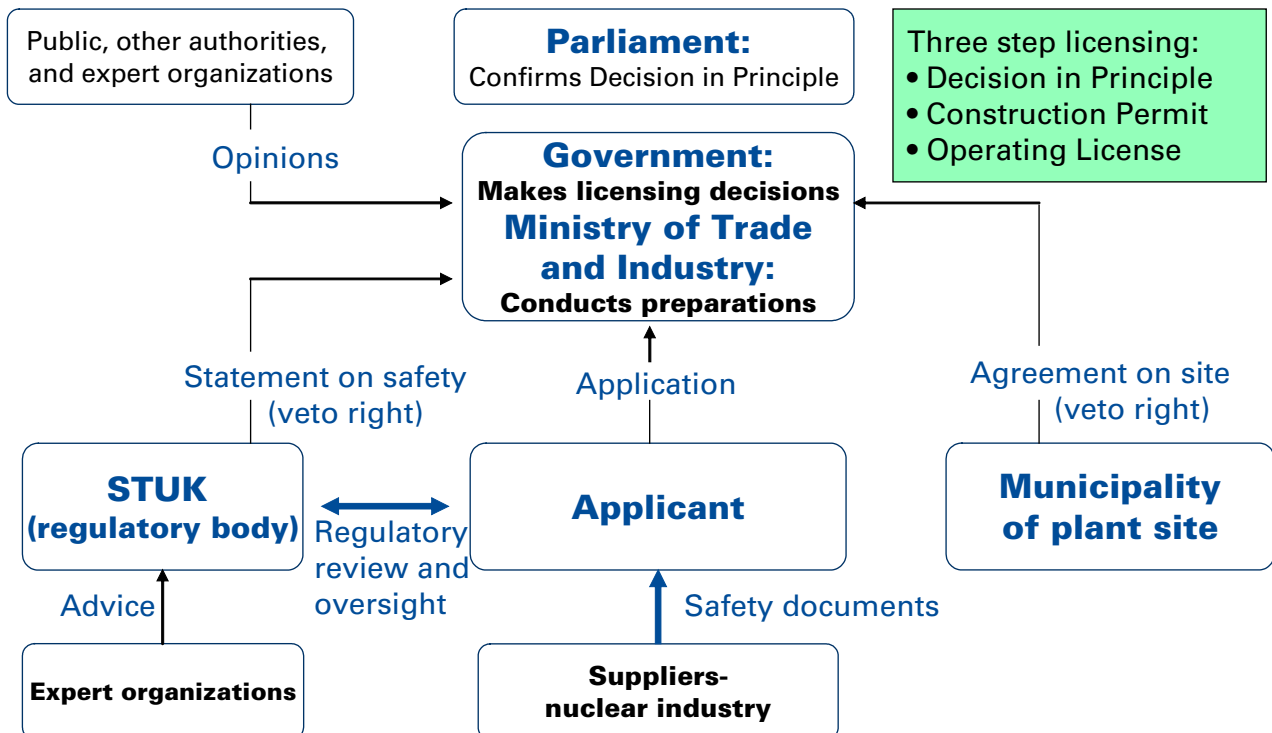 Public, other authorities,
and expert organizations
Parliament:
Confirms Decision in Principle
Three step licensing:
• Decision in Principle
• Construction Permit
• Operating License
Opinions
Government:
Makes licensing decisions
Ministry of Trade
and Industry:
Conducts preparations
Statement on safety
(veto right)
Application
Agreement on site
(veto right)
STUK
(regulatory body)
Regulatory
review and
oversight
Applicant
Municipality
of plant site
Advice
Safety documents
Expert organizations
Suppliers-
nuclear industry